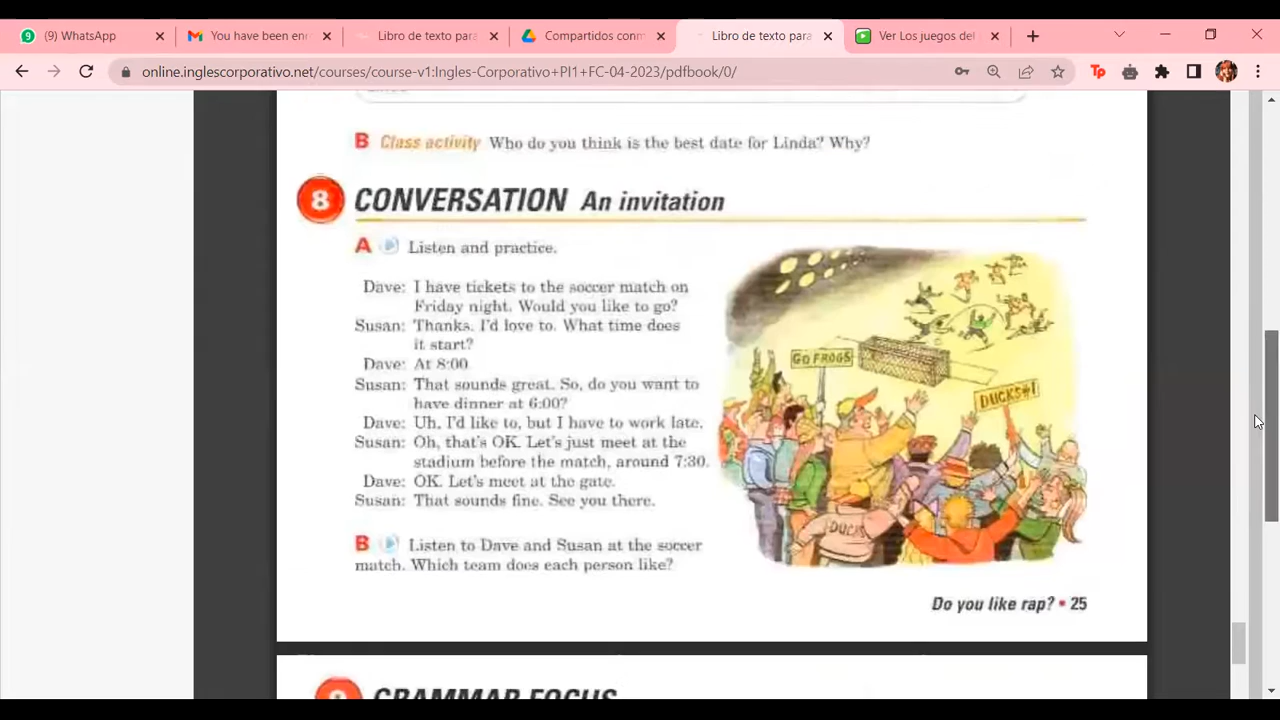 (9) WhatsApp
You have been enr
Libro de texto para
Compartidos conm
Libro de texto para
Ver Los juegos del
online.inglescorporativo.net/courses/course-v1:Ingles-Corporativo+PI1+FC-04-2023/pdfbook/0/
B Class activity Who do you think is the best date for Linda? Why?
8 CONVERSATION An invitation
A Listen and practice.
Dave: I have tickets to the soccer match on
Friday night. Would you like to go?
Susan: Thanks. I'd love to. What time does
it start?
Dave: At 8:00
Susan: That sounds great. So, do you want to
have dinner at 6:00?
Dave: Uh, I'd like to, but I have to work late.
Susan: Oh, that's OK. Let's just meet at the
stadium before the match, around 7:30.
Dave: OK. Let's meet at the gate.
Susan: That sounds fine. See you there.
GO FROGS
DUCKS#1
DUCKS
B Listen to Dave and Susan at the soccer
match. Which team does each person like?
Do you like rap? • 25
9 GRAMMAR FOCUS